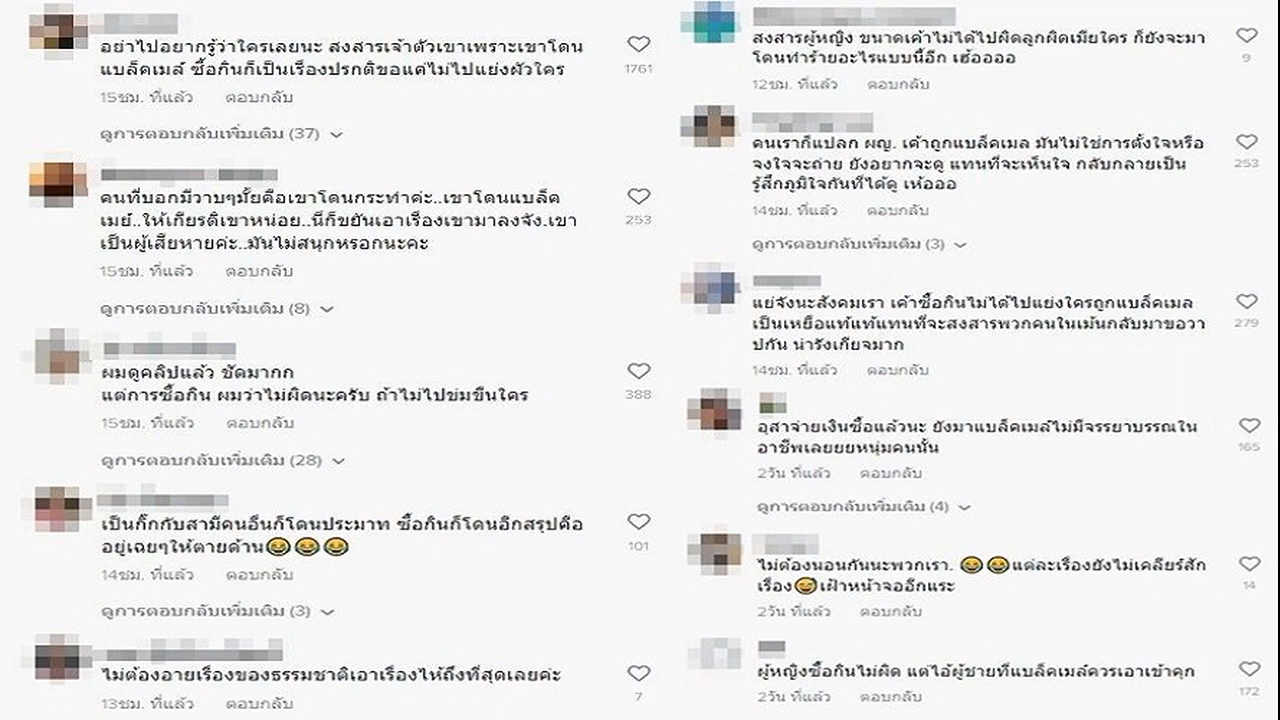 อย่าไปอยากรู้ว่าใครเลยนะ สงสารเจ้าตัวเขาเพราะเขาโดน
แบล็คเมล์ ซื้อกินก็เป็นเรื่องปรกติขอแค่ไม่ไปแย่งผัวใคร
1761
15ชม. ที่แล้ว ตอบกลับ
ดูการตอบกลับเพิ่มเติม (37)
คนที่บอกมีวาบๆมั้ยคือเขาโดนกระทำค่ะ..เขาโดนแบล็ค
เมย์..ให้เกียรติเขาหน่อย..นี่ก็ขยันเอาเรื่องเขามาลงจัง.เขา
เป็นผู้เสียหายค่ะ..มันไม่สนุกหรอกนะคะ
253
15ชม. ที่แล้ว ตอบกลับ
ดูการตอบกลับเพิ่มเติม (8)
ผมดูคลิปแล้ว ชัดมากก
แต่การซื้อกิน ผมว่าไม่ผิดนะครับ ถ้าไม่ไปข่มขืนใคร
388
15ชม. ที่แล้ว ตอบกลับ
ดูการตอบกลับเพิ่มเติม (28)
เป็นกิ๊กกับสามีคนอื่นก็โดนประมาท ซื้อกินก็โดนอีกสรุปคือ
อยู่เฉยๆให้ตายด้าน😂😂😂
101
14ชม. ที่แล้ว ตอบกลับ
ดูการตอบกลับเพิ่มเติม (3)
ไม่ต้องอายเรื่องของธรรมชาติเอาเรื่องไห้ถึงที่สุดเลยค่ะ
7
13ชม. ที่แล้ว ตอบกลับ
สงสารผู้หญิง ขนาดเค้าไม่ได้ไปผิดลูกผิดเมียใคร ก็ยังจะมา
โดนทำร้ายอะไรแบบนี้อีก เฮ้อออออ
9
12ชม. ที่แล้ว ตอบกลับ
คนเราก็แปลก ผญ. เค้าถูกแบล็คเมล มันไม่ใช่การตั้งใจหรือ
จงใจจะถ่าย ยังอยากจะดู แทนที่จะเห็นใจ กลับกลายเป็น
รู้สึกภูมิใจกันที่ได้ดู เห้อออ
253
14ชม. ที่แล้ว ตอบกลับ
ดูการตอบกลับเพิ่มเติม (3)
แย่จังนะสังคมเรา เค้าซื้อกินไม่ได้ไปแย่งใครถูกแบล็คเมล
เป็นเหยื่อแท้แท้แทนที่จะสงสารพวกคนในเม้นกลับมาขอวา
ปกัน น่ารังเกียจมาก
279
14ชม. ที่แล้ว ตอบกลับ
อุสาจ่ายเงินซื้อแล้วนะ ยังมาแบล็คเมล์ไม่มีจรรยาบรรณใน
อาชีพเลยยยหนุ่มคนนั้น
165
2วัน ที่แล้ว ตอบกลับ
ดูการตอบกลับเพิ่มเติม (4)
ไม่ต้องนอนกันนะพวกเรา. 😂😂แต่ละเรื่องยังไม่เคลียร์สัก
เรื่อง😅เฝ้าหน้าจออีกแระ
14
2วัน ที่แล้ว ตอบกลับ
ผู้หญิงซื้อกินไม่ผิด แต่ไอ้ผู้ชายที่แบล็คเมล์ควรเอาเข้าคุก
172
2วัน ที่แล้ว ตอบกลับ